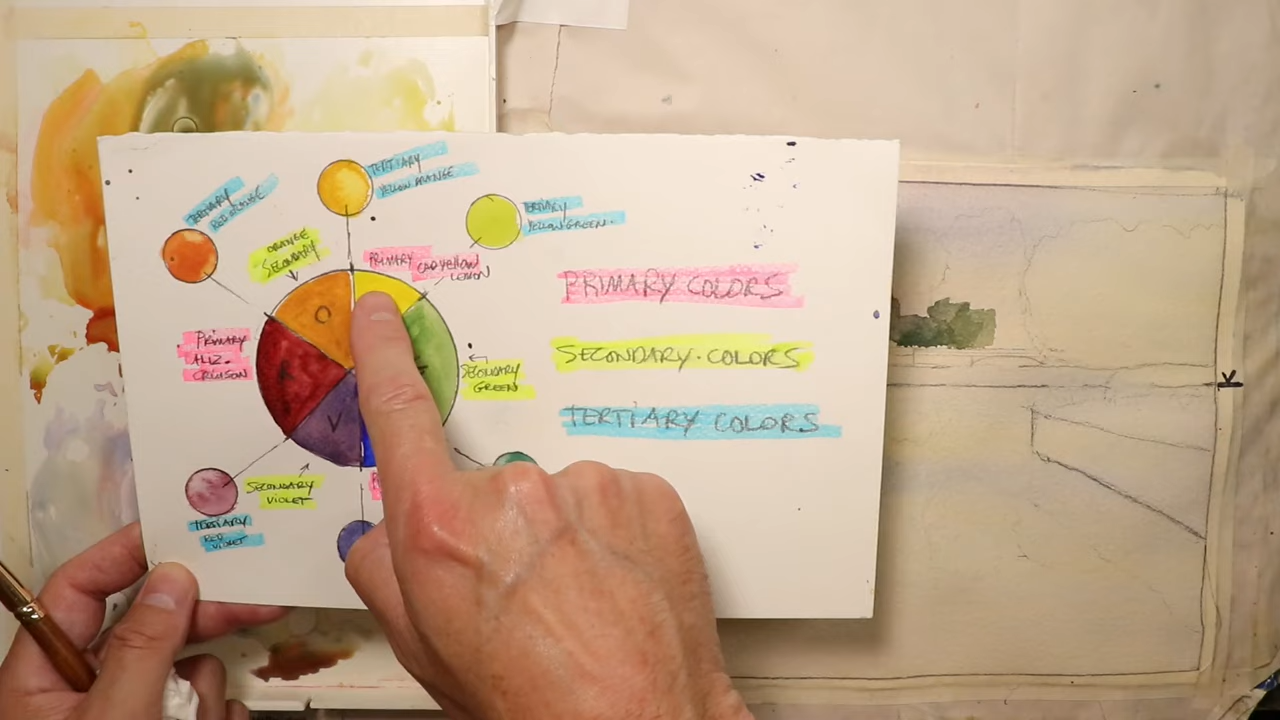 TERTIARY
YELLOW ORANGE
TERTIARY
RED ORANGE
TERTIARY
YELLOW GREEN.
ORANGE
SECONDARY
PRIMARY CAD YELLOW
LEMON
O
PRIMARY
ALIZ.
CRIMSON
R
V
SECONDARY
GREEN
SECONDARY
VIOLET
TERTIARY
RED
VIOLET
PRIMARY COLORS
SECONDARY COLORS
TERTIARY COLORS
K